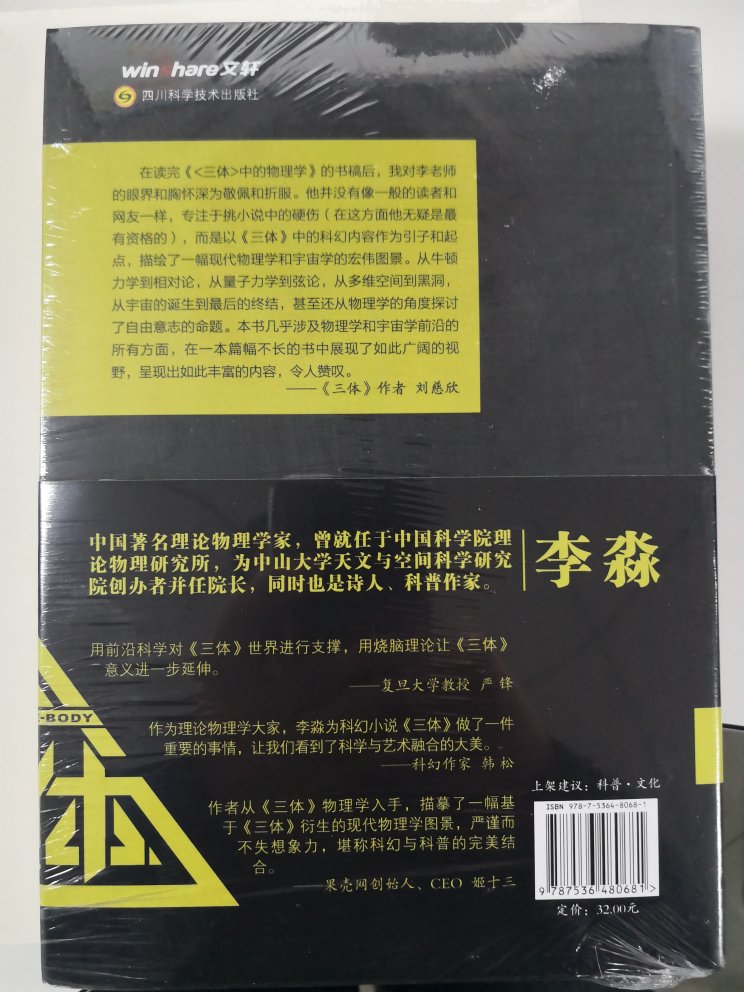 winshare文轩
四川科学技术出版社
在读完《<三体>中的物理学》的书稿后，我对李老师
的眼界和胸怀深为敬佩和折服。他并没有像一般的读者和
网友一样，专注于挑小说中的硬伤（在这方面他无疑是最
有资格的），而是以《三体》中的科幻内容作为引子和起
点，描绘了一幅现代物理学和宇宙学的宏伟图景。从牛顿
力学到相对论，从量子力学到弦论，从多维空间到黑洞，
从宇宙的诞生到最后的终结，甚至还从物理学的角度探讨
了自由意志的命题。本书几乎涉及物理学和宇宙学前沿的
所有方面，在一本篇幅不长的书中展现了如此广阔的视
野，呈现出如此丰富的内容，令人赞叹。
——《三体》作者 刘慈欣
中国著名理论物理学家，曾就任于中国科学院理
论物理研究所，为中山大学天文与空间科学研究
院创办者并任院长，同时也是诗人、科普作家。
李淼
用前沿科学对《三体》世界进行支撑，用烧脑理论让《三体》
意义进一步延伸。
——复旦大学教授 严锋
-BODY
作为理论物理学大家，李淼为科幻小说《三体》做了一件
重要的事情，让我们看到了科学与艺术融合的大美。
——科幻作家 韩松
作者从《三体》物理学入手，描摹了一幅基
于《三体》衍生的现代物理学图景，严谨而
不失想象力，堪称科幻与科普的完美结
合。
——果壳网创始人、CEO 姬十三
上架建议：科普·文化
ISBN 978-7-5364-8068-1
9 787536 480681 >
定价：32.00元